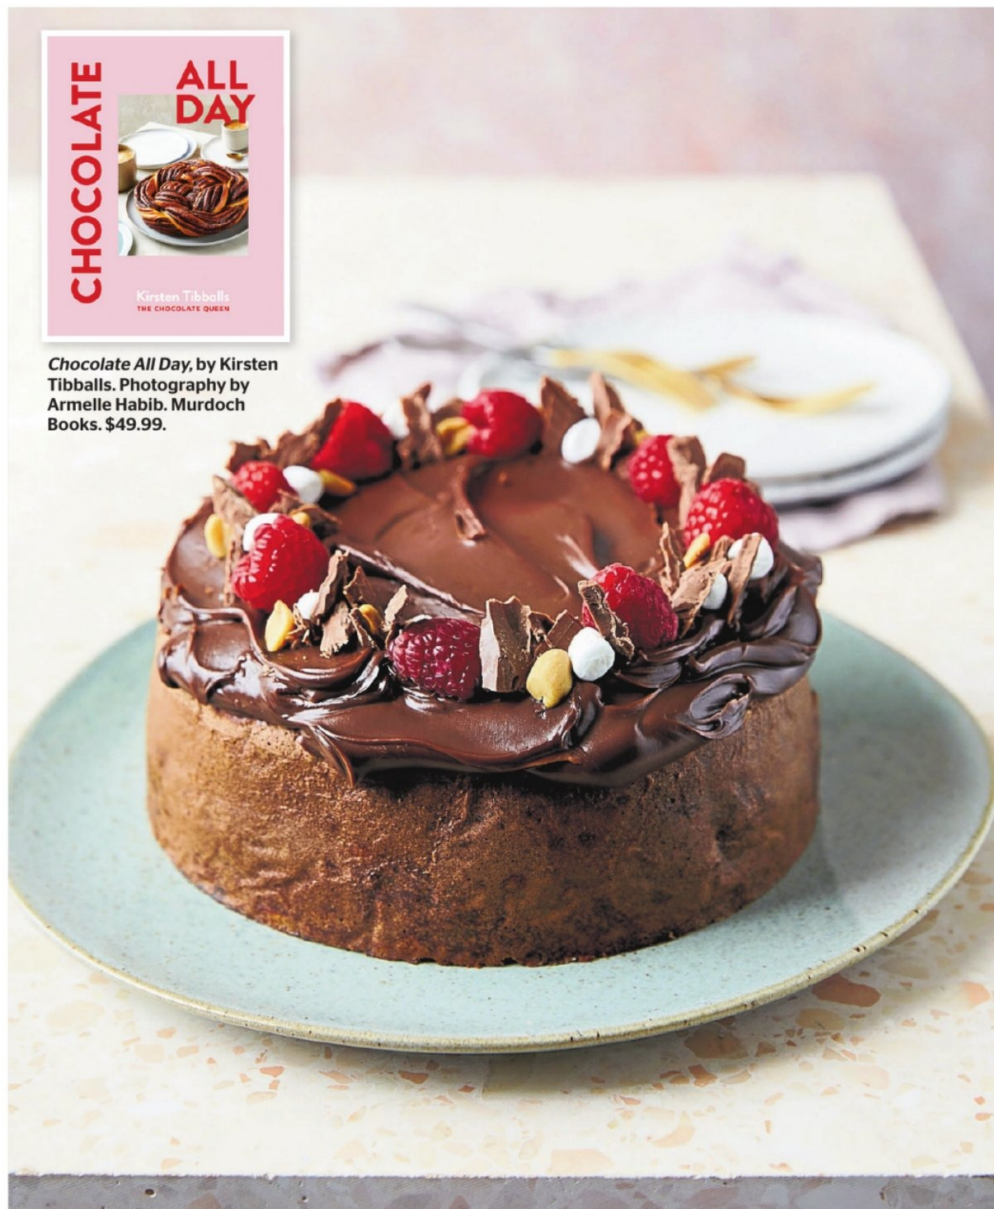 CHOCOLATE
ALL
DAY
Kirsten Tibballs
THE CHOCOLATE QUEEN
Chocolate All Day, by Kirsten
Tibballs. Photography by
Armelle Habib. Murdoch
Books. $49.99.